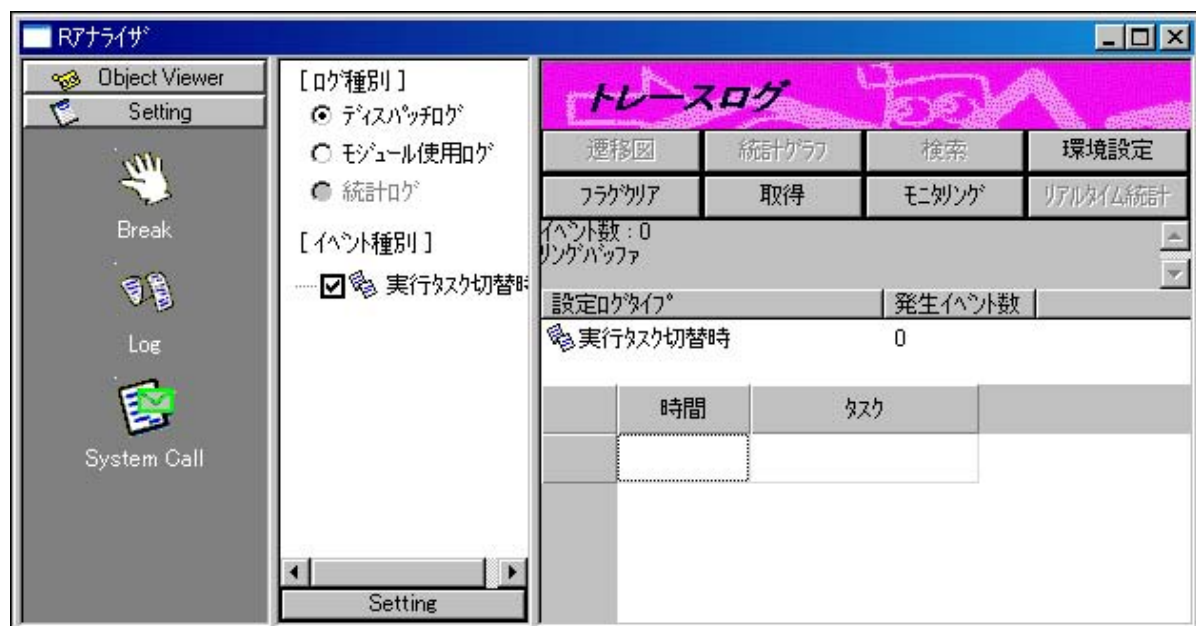 Rｱﾅﾗｲｻﾞ
Object Viewer
Setting
Break
Log
System Call
[ﾛｸﾞ種別]
ﾃﾞｨｽﾊﾟｯﾁﾛｸﾞ
ﾓｼﾞｭｰﾙ使用ﾛｸﾞ
統計ﾛｸﾞ
[ｲﾍﾞﾝﾄ種別]
実行ﾀｽｸ切替時
Setting
トレースログ
遷移図 統計ｸﾞﾗﾌ 検索 環境設定
ﾌﾗｸﾞｸﾘｱ 取得 ﾓﾆﾀﾘﾝｸﾞ ﾘｱﾙﾀｲﾑ統計
ｲﾍﾞﾝﾄ数 : 0
ﾘﾝｸﾞﾊﾞｯﾌｧ
設定ﾛｸﾞﾀｲﾌﾟ 発生ｲﾍﾞﾝﾄ数
実行ﾀｽｸ切替時 0
時間 ﾀｽｸ